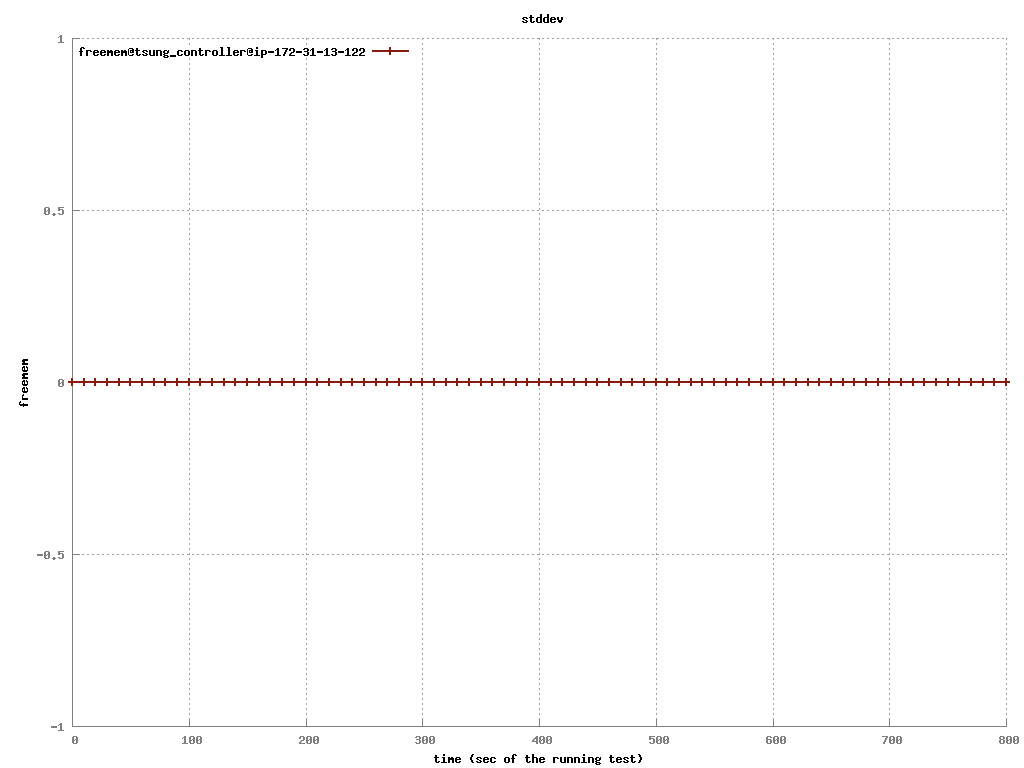 stddev
1
freemem@tsung_controller@ip-172-31-13-122
0.5
freemem
0
-0.5
-1
0 100 200 300 400 500 600 700 800
time (sec of the running test)